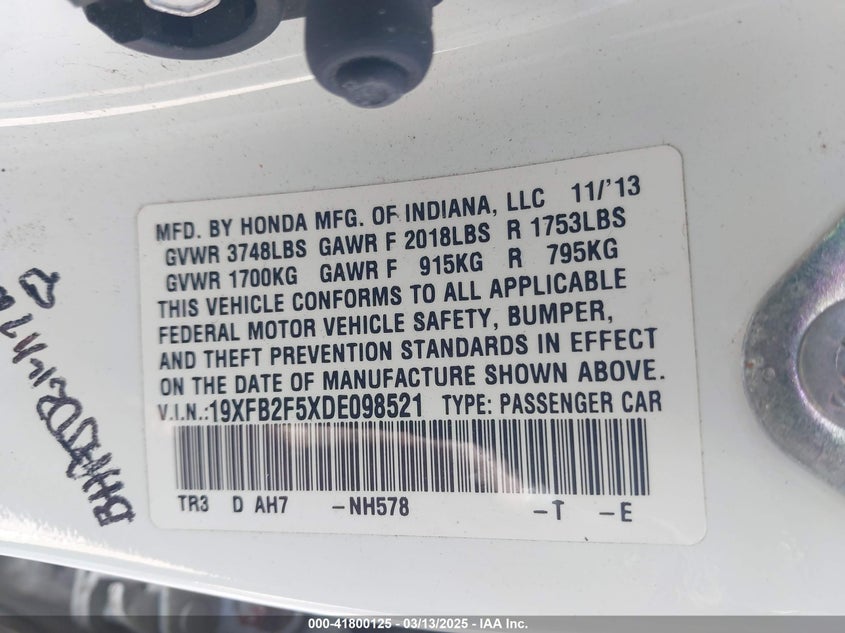 MFD. BY HONDA MFG. OF INDIANA, LLC 11/'13
GVWR 3748LBS GAWR F 2018LBS R 1753LBS
GVWR 1700KG GAWR F 915KG R 795KG
THIS VEHICLE CONFORMS TO ALL APPLICABLE
FEDERAL MOTOR VEHICLE SAFETY, BUMPER,
AND THEFT PREVENTION STANDARDS IN EFFECT
ON THE DATE OF MANUFACTURE SHOWN ABOVE.
V.I.N.:19XFB2F5XDE098521 TYPE: PASSENGER CAR
TR3 D AH7 -NH578 -T -E
000-41800125 - 03/13/2025 - IAA Inc.